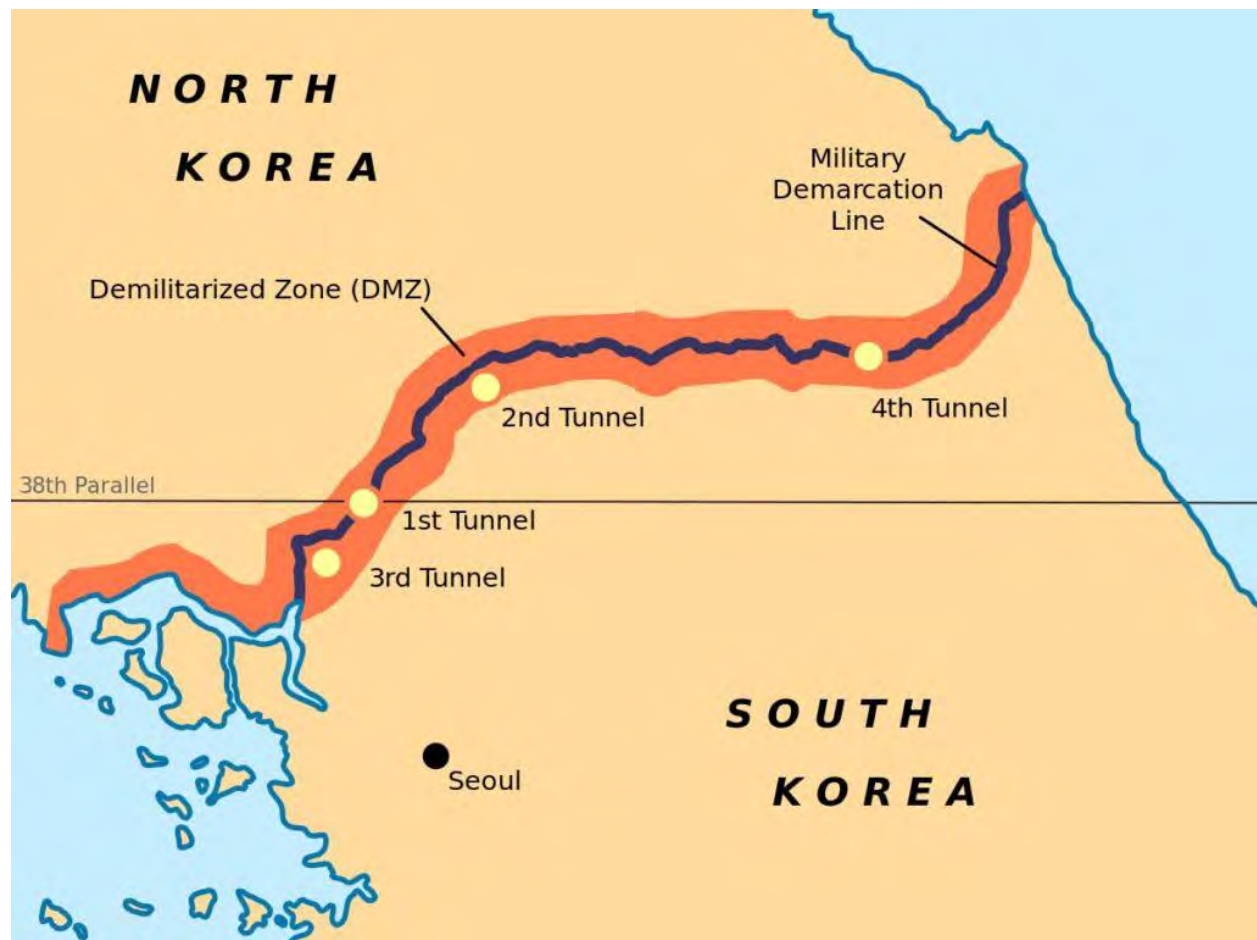 NORTH
KOREA
Military
Demarcation
Line
Demilitarized Zone (DMZ)
2nd Tunnel
4th Tunnel
38th Parallel
1st Tunnel
3rd Tunnel
SOUTH
KOREA
Seoul